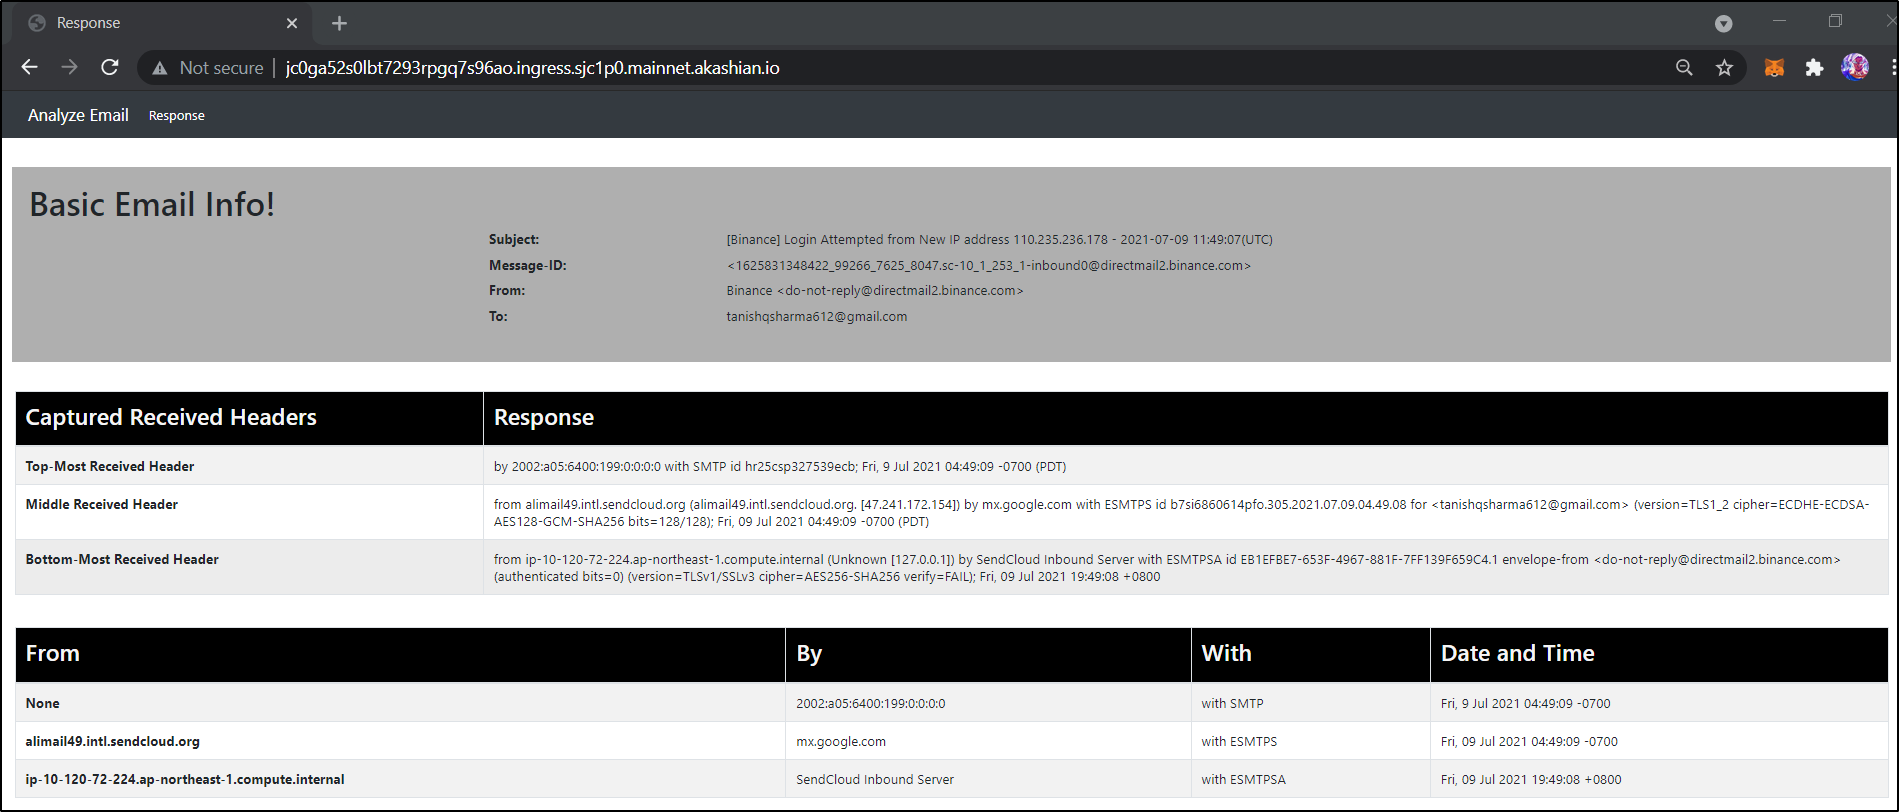 Response
Not secure | jc0ga52s0lbt7293rpgq7s96ao.ingress.sjc1p0.mainnet.akashian.io
Analyze Email Response
Basic Email Info!
Subject: [Binance] Login Attempted from New IP address 110.235.236.178 - 2021-07-09 11:49:07(UTC)
Message-ID: <1625831348422_99266_7625_8047.sc-10_1_253_1-inbound0@directmail2.binance.com>
From: Binance <do-not-reply@directmail2.binance.com>
To: tanishqsharma612@gmail.com
Captured Received Headers Response
Top-Most Received Header by 2002:a05:6400:199:0:0:0:0 with SMTP id hr25csp327539ecb; Fri, 9 Jul 2021 04:49:09 -0700 (PDT)
Middle Received Header from alimail49.intl.sendcloud.org (alimail49.intl.sendcloud.org. [47.241.172.154]) by mx.google.com with ESMTPS id b7si6860614pfo.305.2021.07.09.04.49.08 for <tanishqsharma612@gmail.com> (version=TLS1_2 cipher=ECDHE-ECDSA-
AES128-GCM-SHA256 bits=128/128); Fri, 09 Jul 2021 04:49:09 -0700 (PDT)
Bottom-Most Received Header from ip-10-120-72-224.ap-northeast-1.compute.internal (Unknown [127.0.0.1]) by SendCloud Inbound Server with ESMTPSA id EB1EFBE7-653F-4967-881F-7FF139F659C4.1 envelope-from <do-not-reply@directmail2.binance.com>
(authenticated bits=0) (version=TLSv1/SSLv3 cipher=AES256-SHA256 verify=FAIL); Fri, 09 Jul 2021 19:49:08 +0800
From By With Date and Time
None 2002:a05:6400:199:0:0:0:0 with SMTP Fri, 9 Jul 2021 04:49:09 -0700
alimail49.intl.sendcloud.org mx.google.com with ESMTPS Fri, 09 Jul 2021 04:49:09 -0700
ip-10-120-72-224.ap-northeast-1.compute.internal SendCloud Inbound Server with ESMTPSA Fri, 09 Jul 2021 19:49:08 +0800